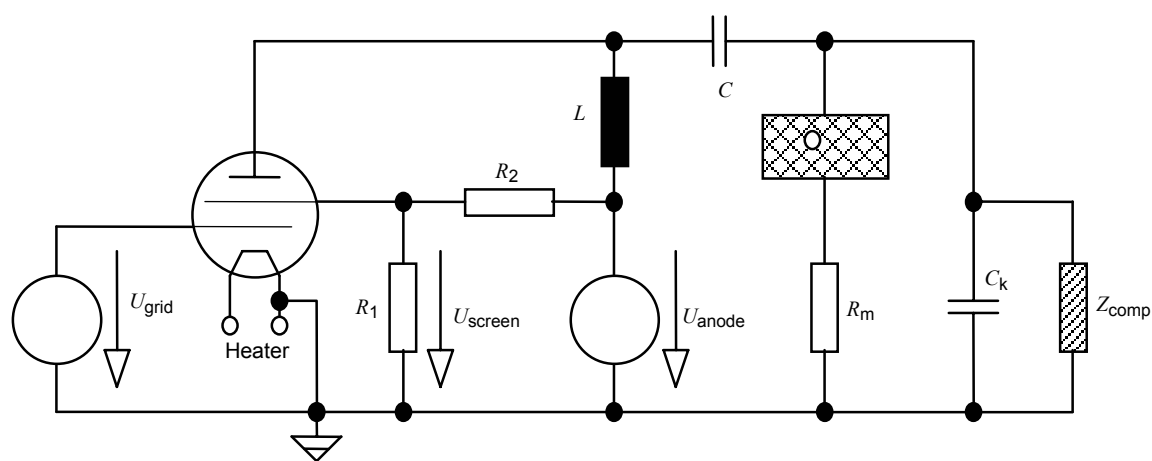 C
L
R2
Ugrid
R1
Uscreen
Uanode
Rm
Ck
Zcomp
Heater